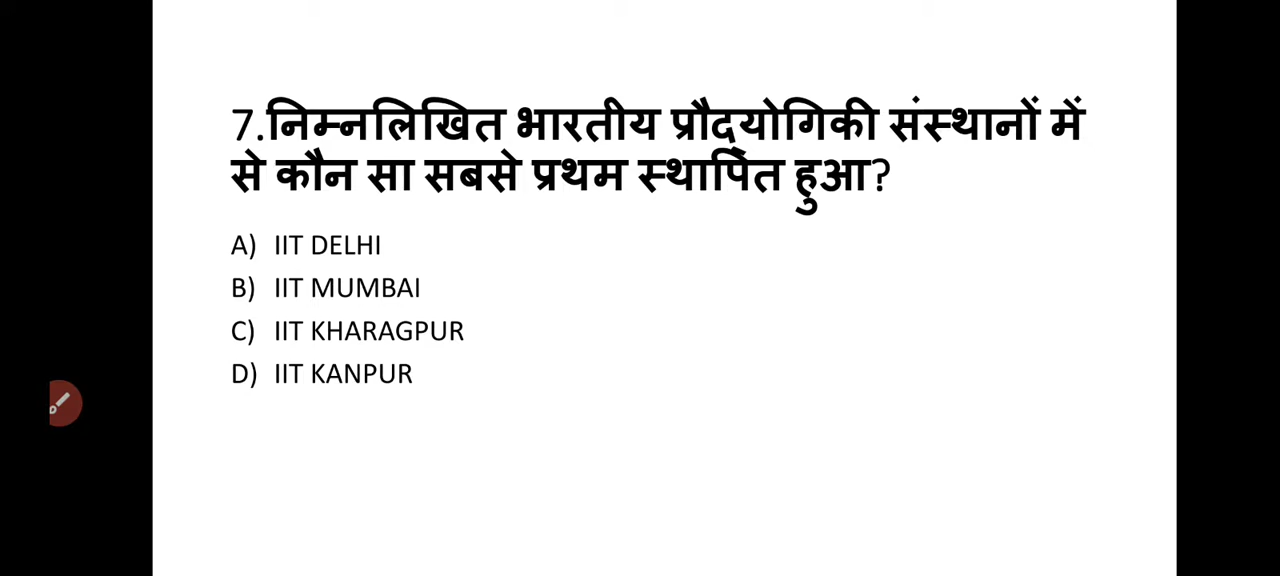 7.निम्नलिखित भारतीय प्रौद्योगिकी संस्थानों में
से कौन सा सबसे प्रथम स्थापित हुआ?
A) IIT DELHI
B) IIT MUMBAI
C) IIT KHARAGPUR
D) IIT KANPUR